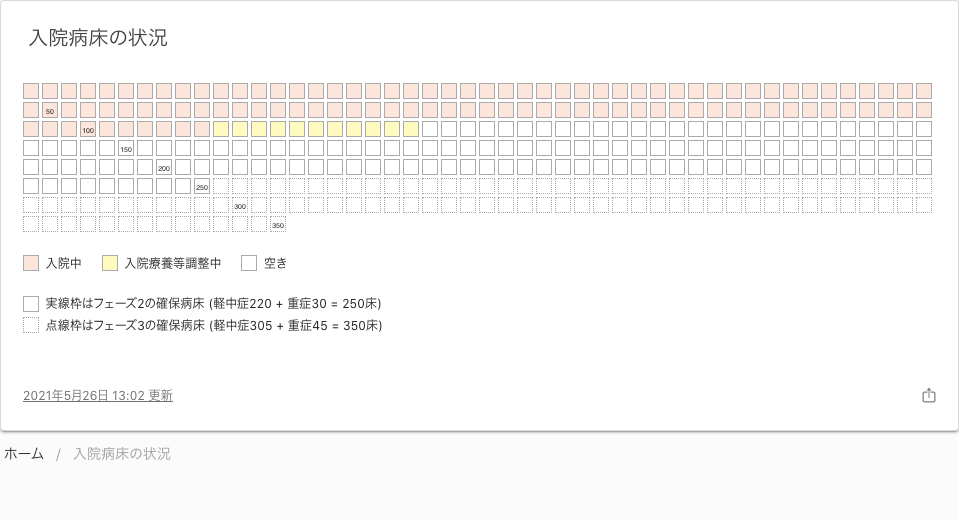 入院病床の状況
50
100
150
200
250
300
350
入院中 入院療養等調整中 空き
実線枠はフェーズ2の確保病床 (軽中症220 + 重症30 = 250床)
点線枠はフェーズ3の確保病床 (軽中症305 + 重症45 = 350床)
2021年5月26日 13:02 更新
ホーム / 入院病床の状況